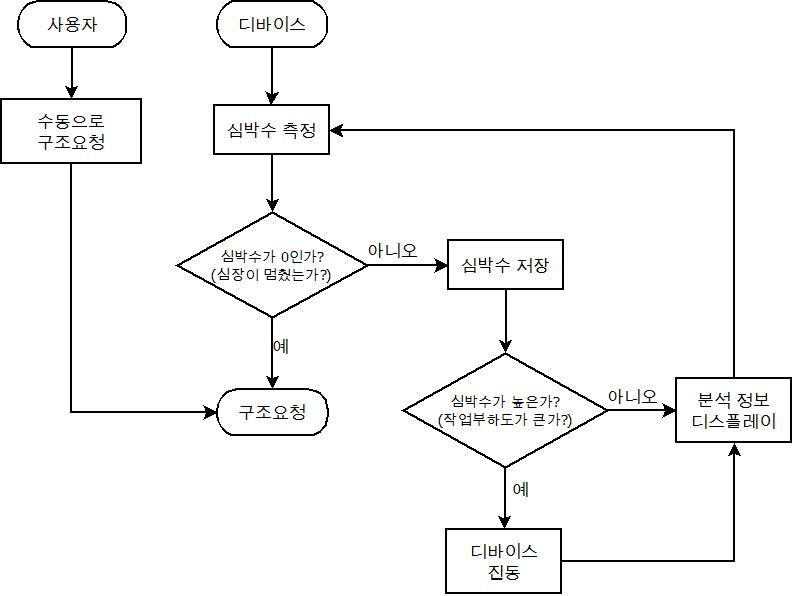 사용자
디바이스
수동으로
구조요청
심박수 측정
심박수가 0인가?
(심장이 멈췄는가?)
아니오
심박수 저장
예
구조요청
심박수가 높은가?
(작업부하도가 큰가?)
아니오
분석 정보
디스플레이
예
디바이스
진동